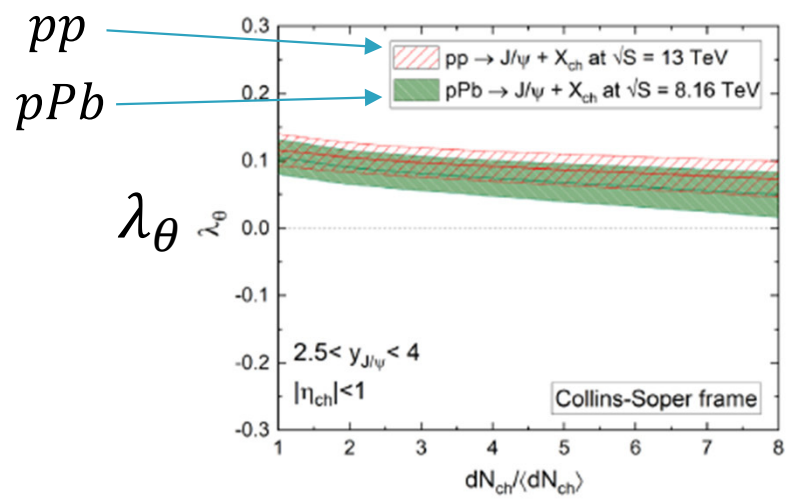 pp
pPb
λθ
λθ
0.3
0.2
0.1
0.0
-0.1
-0.2
-0.3
pp → J/ψ + Xch at √S = 13 TeV
pPb → J/ψ + Xch at √S = 8.16 TeV
2.5< yJ/ψ < 4
|ηch|<1
Collins-Soper frame
1 2 3 4 5 6 7 8
dNch/⟨dNch⟩